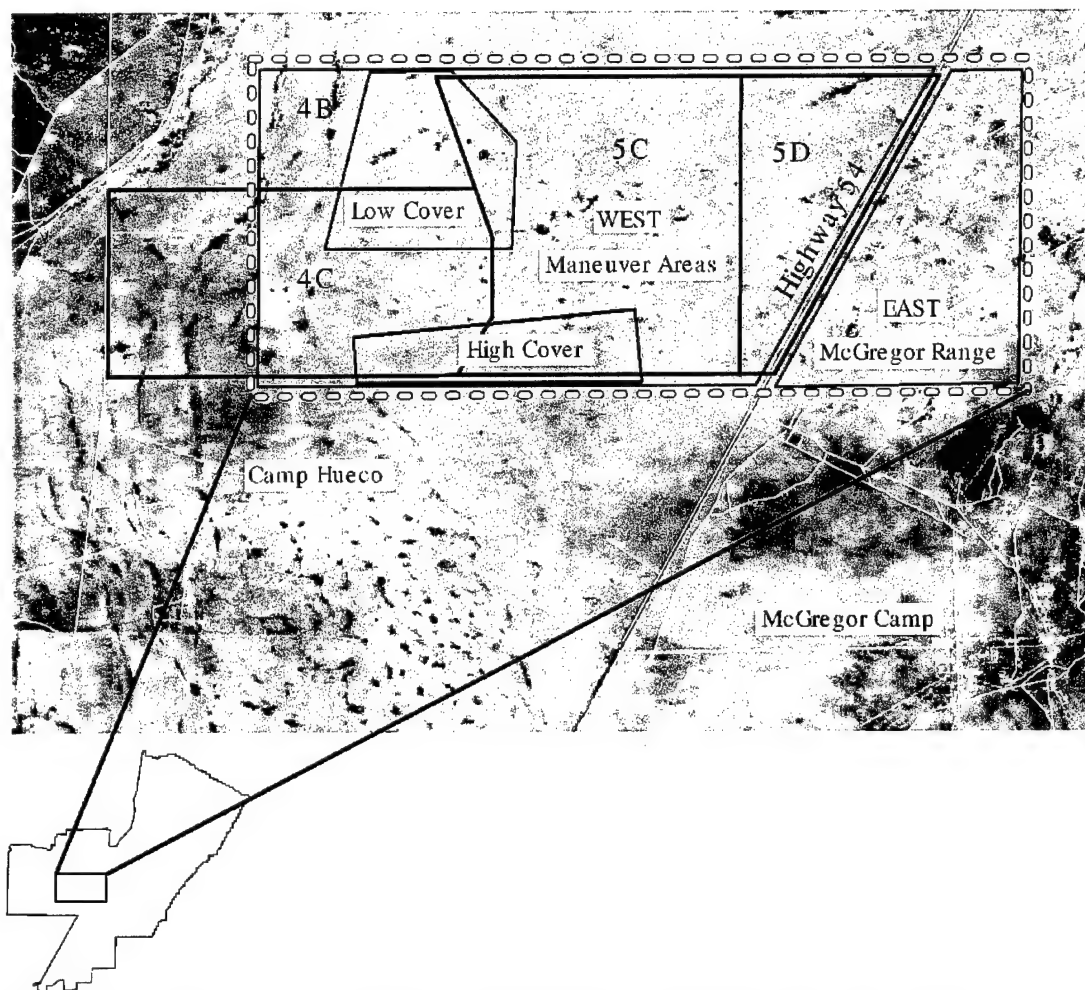 4B
5C
5D
Highway 54
Low Cover
WEST
Maneuver Areas
4C
EAST
High Cover
McGregor Range
Camp Hueco
McGregor Camp